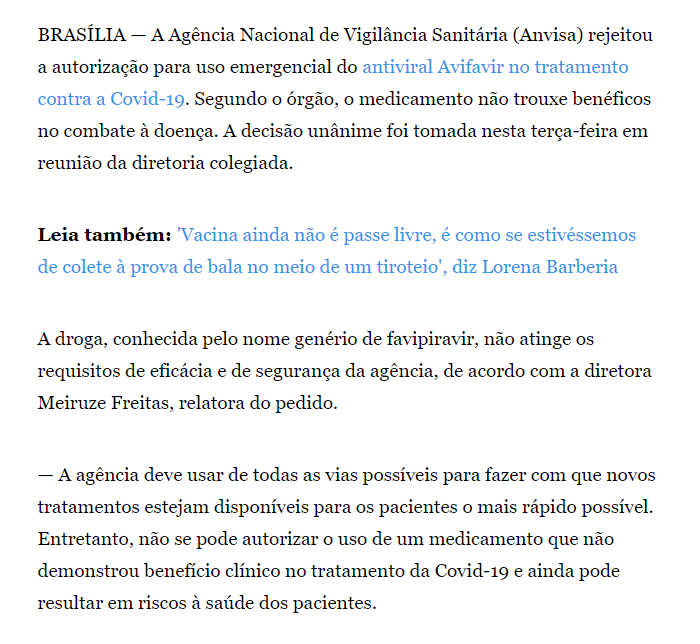 BRASÍLIA — A Agência Nacional de Vigilância Sanitária (Anvisa) rejeitou
a autorização para uso emergencial do antiviral Avifavir no tratamento
contra a Covid-19. Segundo o órgão, o medicamento não trouxe benéficos
no combate à doença. A decisão unânime foi tomada nesta terça-feira em
reunião da diretoria colegiada.
Leia também: 'Vacina ainda não é passe livre, é como se estivéssemos
de colete à prova de bala no meio de um tiroteio', diz Lorena Barberia
A droga, conhecida pelo nome genério de favipiravir, não atinge os
requisitos de eficácia e de segurança da agência, de acordo com a diretora
Meiruze Freitas, relatora do pedido.
— A agência deve usar de todas as vias possíveis para fazer com que novos
tratamentos estejam disponíveis para os pacientes o mais rápido possível.
Entretanto, não se pode autorizar o uso de um medicamento que não
demonstrou benefício clínico no tratamento da Covid-19 e ainda pode
resultar em riscos à saúde dos pacientes.